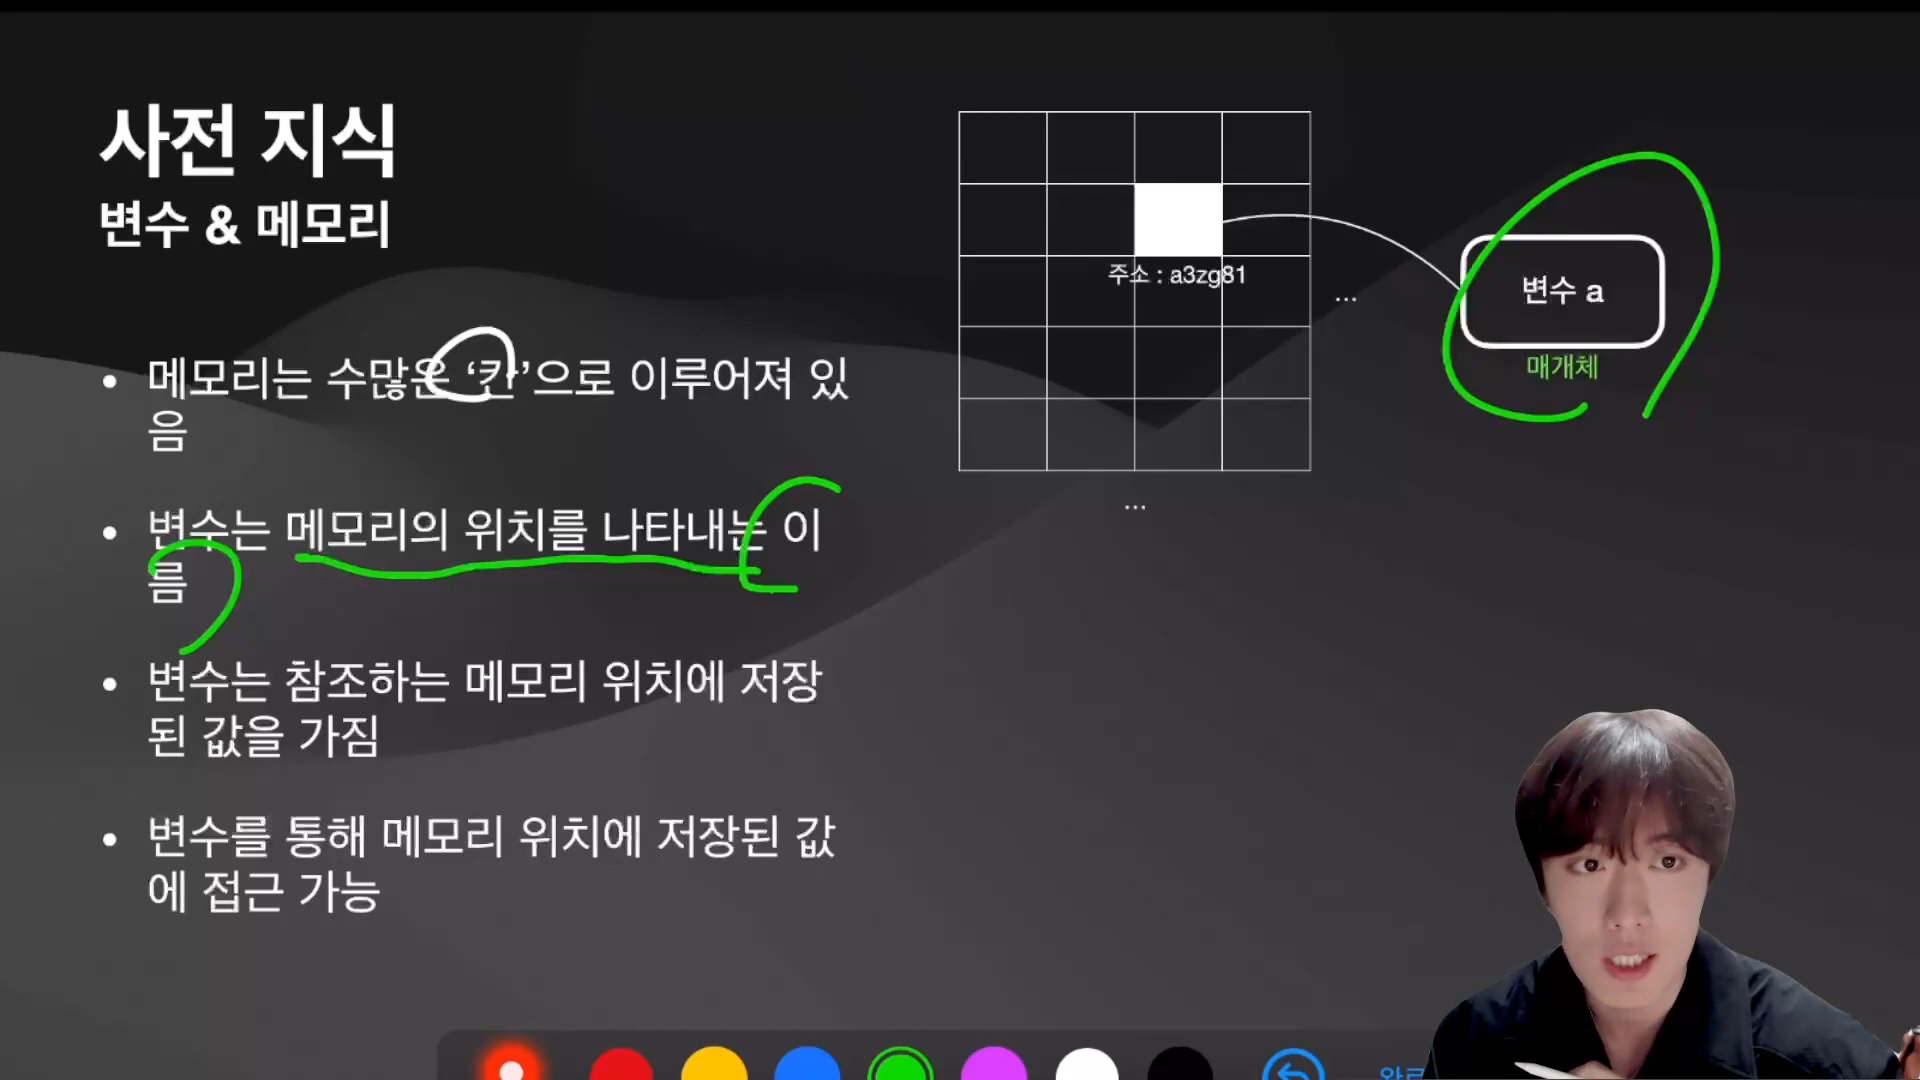 사전 지식
변수 & 메모리
• 메모리는 수많은 ‘칸’으로 이루어져 있
음
• 변수는 메모리의 위치를 나타내는 이
름
• 변수는 참조하는 메모리 위치에 저장
된 값을 가짐
• 변수를 통해 메모리 위치에 저장된 값
에 접근 가능
주소 : a3zg81
...
...
변수 a
매개체